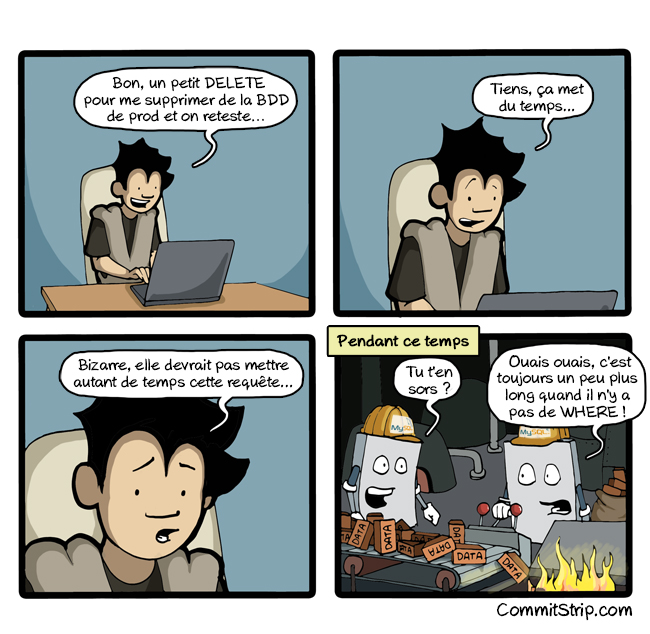 Bon, un petit DELETE
pour me supprimer de la BDD
de prod et on reteste...
Tiens, ça met
du temps...
Bizarre, elle devrait pas mettre
autant de temps cette requête...
Pendant ce temps
Tu t'en
sors ?
Ouais ouais, c'est
toujours un peu plus
long quand il n'y a
pas de WHERE !
MySQL
MySQL
DATA
DATA
DATA
DATA
DATA
DATA
DATA
CommitStrip.com